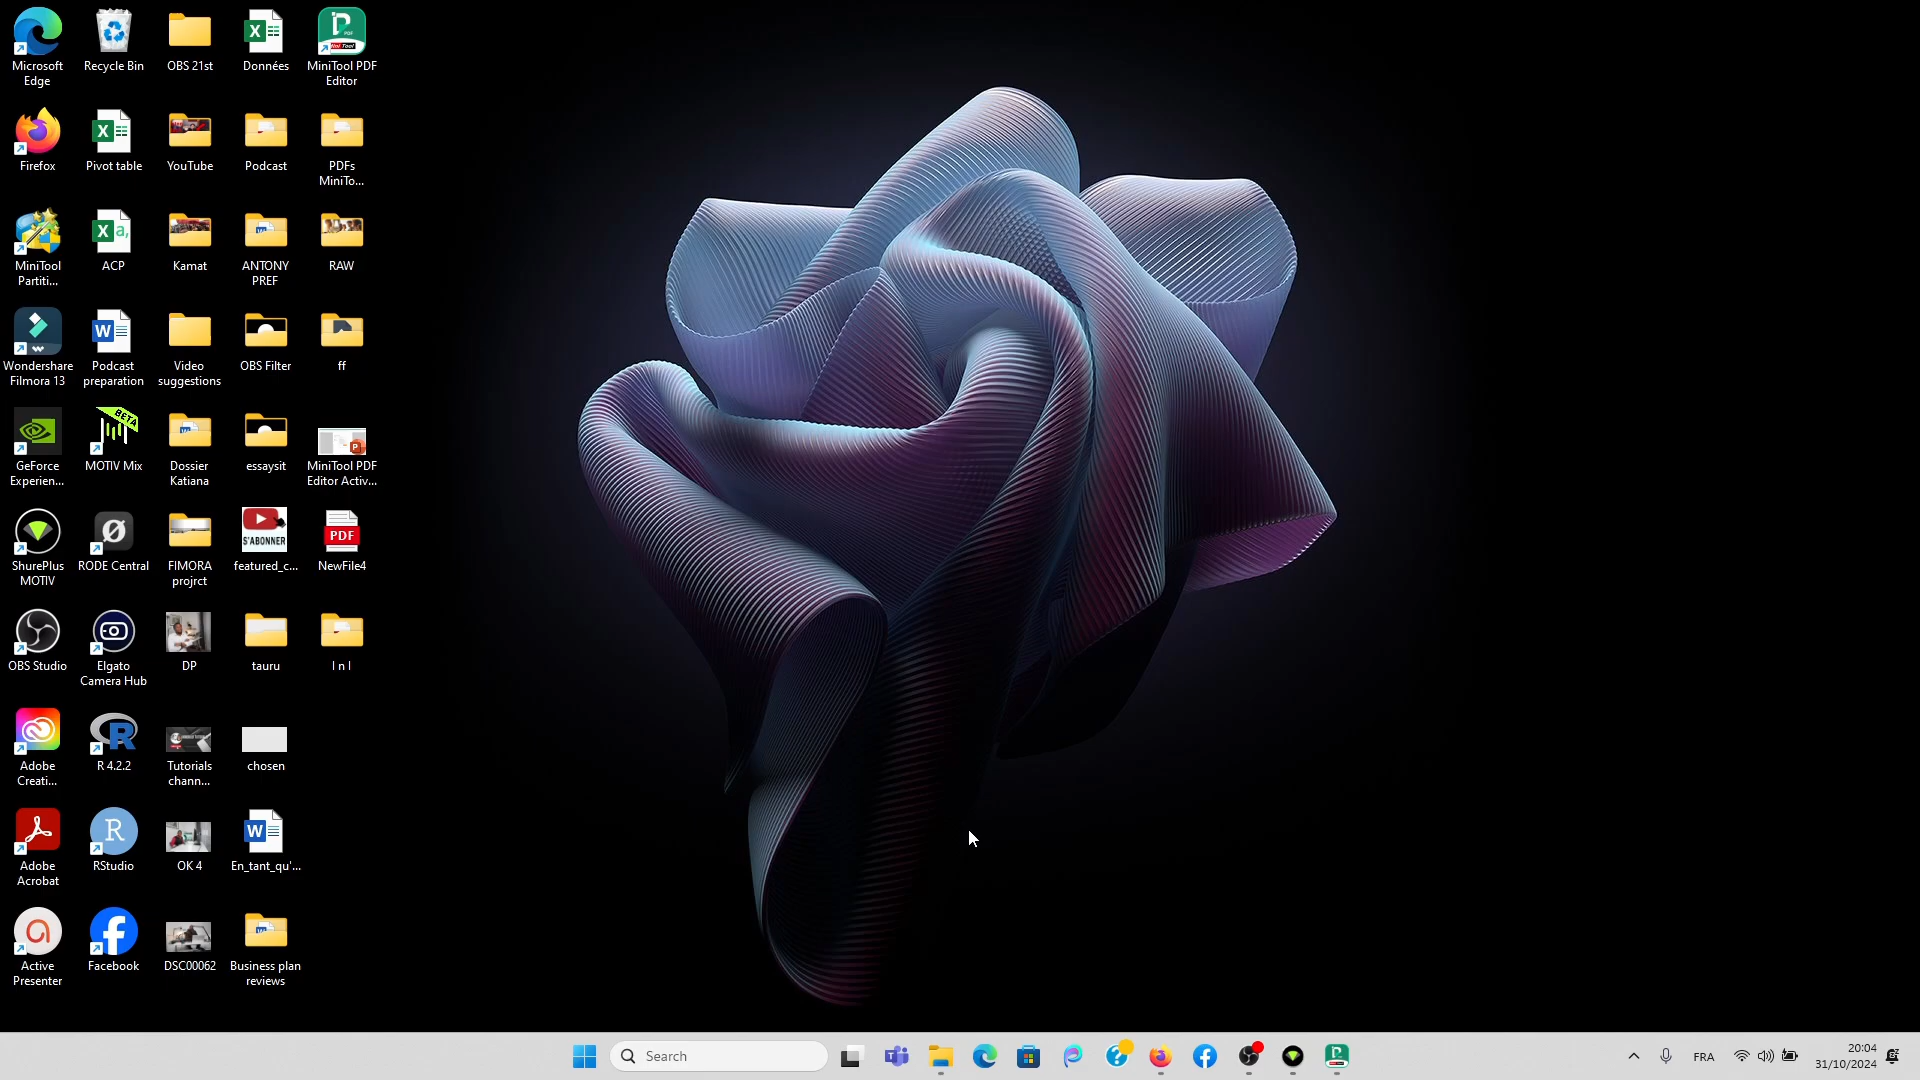 Microsoft
Edge
Recycle Bin
OBS 21st
Données
MiniTool PDF
Editor
Firefox
Pivot table
YouTube
Podcast
PDFs
MiniTo...
MiniTool
Partiti...
ACP
Kamat
ANTONY
PREF
RAW
Wondershare
Filmora 13
Podcast
preparation
Video
suggestions
OBS Filter
ff
GeForce
Experien...
BETA
MOTIV Mix
Dossier
Katiana
essaysit
MiniTool PDF
Editor Activ...
ShurePlus
MOTIV
RODE Central
FIMORA
projrct
S'ABONNER
featured_c...
PDF
NewFile4
OBS Studio
Elgato
Camera Hub
DP
tauru
l n l
Adobe
Creati...
R 4.2.2
Tutorials
chann...
chosen
Adobe
Acrobat
RStudio
OK 4
En_tant_qu'...
Active
Presenter
Facebook
DSC00062
Business plan
reviews
Search
FRA
20:04
31/10/2024